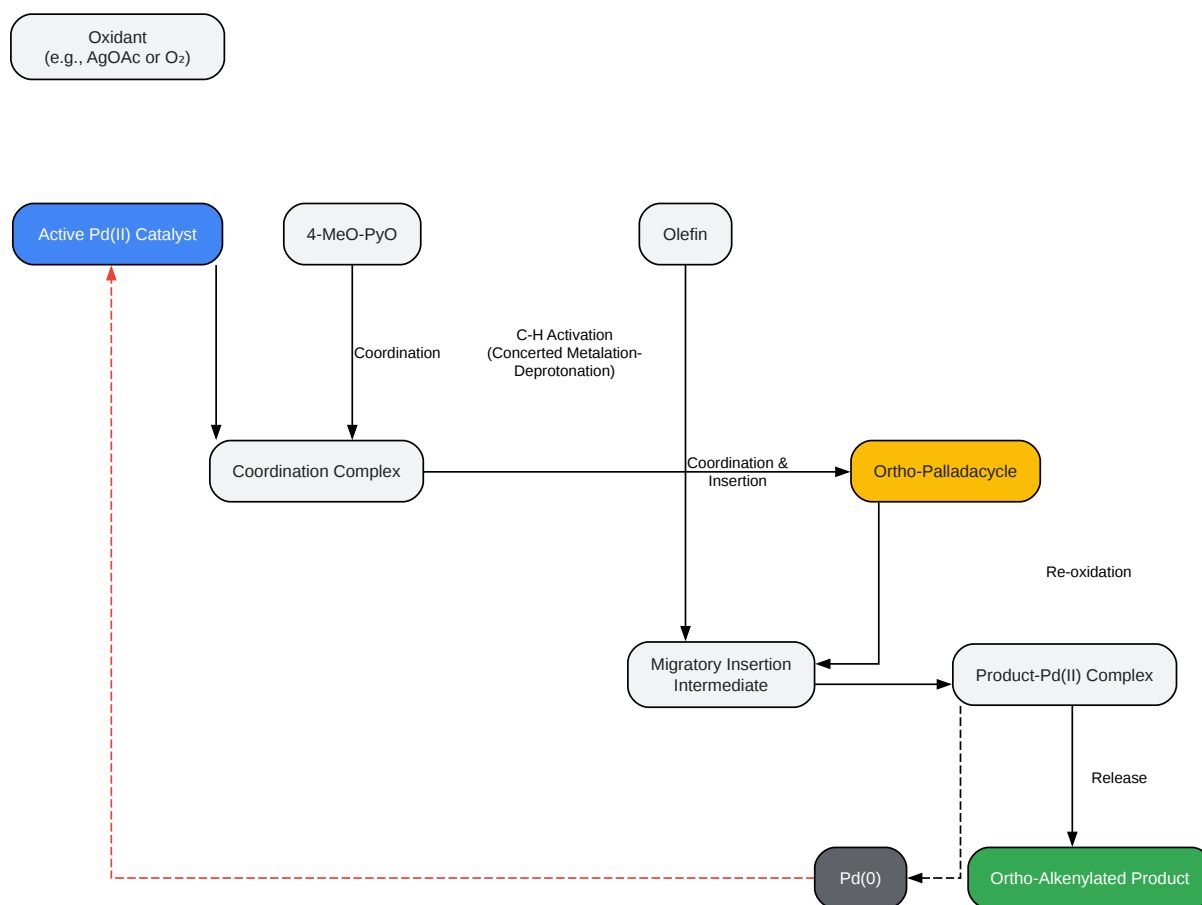 Oxidant
(e.g., AgOAc or O₂)
Active Pd(II) Catalyst
4-MeO-PyO
Olefin
Coordination
C-H Activation
(Concerted Metalation-
Deprotonation)
Coordination Complex
Coordination &
Insertion
Ortho-Palladacycle
Re-oxidation
Migratory Insertion
Intermediate
Product-Pd(II) Complex
Release
Pd(0)
Ortho-Alkenylated Product